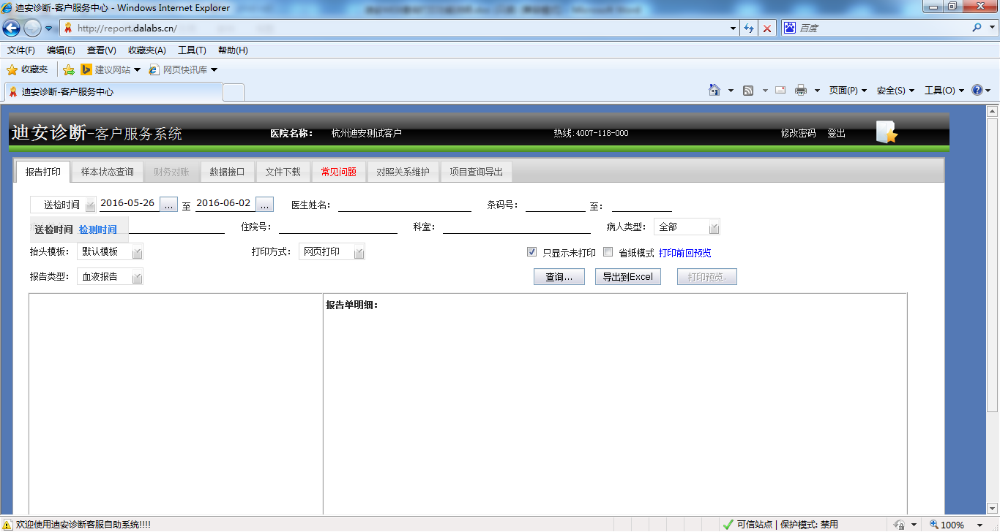 迪安诊断-客户服务中心 - Windows Internet Explorer
http://report.dalabs.cn/
百度
文件(F) 编辑(E) 查看(V) 收藏夹(A) 工具(T) 帮助(H)
收藏夹 建议网站 网页快讯库
迪安诊断-客户服务中心 页面(P) 安全(S) 工具(O)
迪安诊断-客户服务系统 医院名称: 杭州迪安测试客户 热线:4007-118-000 修改密码 登出
报告打印 样本状态查询 财务对账 数据接口 文件下载 常见问题 对照关系维护 项目查询导出
送检时间 2016-05-26 ... 至 2016-06-02 ... 医生姓名: 条码号: 至:
送检时间 检测时间 住院号: 科室: 病人类型: 全部
抬头模板: 默认模板 打印方式: 网页打印 只显示未打印 省纸模式 打印前回预览
报告类型: 血液报告 查询... 导出到Excel 打印预览.
报告单明细:
欢迎使用迪安诊断客服自助系统!!!! 可信站点 | 保护模式: 禁用 100%